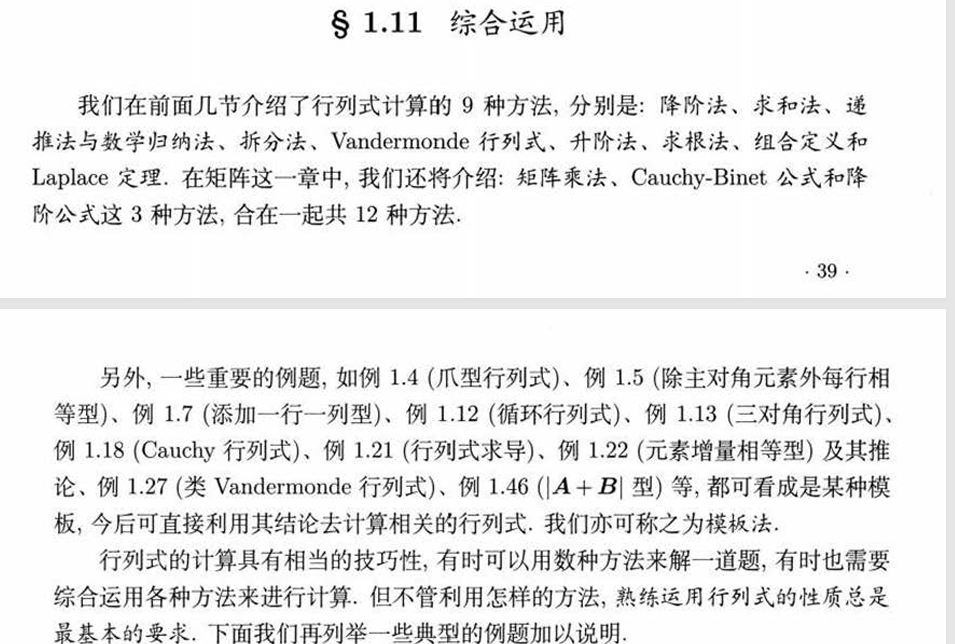 § 1.11 综合运用
我们在前面几节介绍了行列式计算的 9 种方法, 分别是: 降阶法、求和法、递
推法与数学归纳法、拆分法、Vandermonde 行列式、升阶法、求根法、组合定义和
Laplace 定理. 在矩阵这一章中, 我们还将介绍: 矩阵乘法、Cauchy-Binet 公式和降
阶公式这 3 种方法, 合在一起共 12 种方法.
· 39 ·
另外, 一些重要的例题, 如例 1.4 (爪型行列式)、例 1.5 (除主对角元素外每行相
等型)、例 1.7 (添加一行一列型)、例 1.12 (循环行列式)、例 1.13 (三对角行列式)、
例 1.18 (Cauchy 行列式)、例 1.21 (行列式求导)、例 1.22 (元素增量相等型) 及其推
论、例 1.27 (类 Vandermonde 行列式)、例 1.46 (|A + B| 型) 等, 都可看成是某种模
板, 今后可直接利用其结论去计算相关的行列式. 我们亦可称之为模板法.
行列式的计算具有相当的技巧性, 有时可以用数种方法来解一道题, 有时也需要
综合运用各种方法来进行计算. 但不管利用怎样的方法, 熟练运用行列式的性质总是
最基本的要求. 下面我们再列举一些典型的例题加以说明.